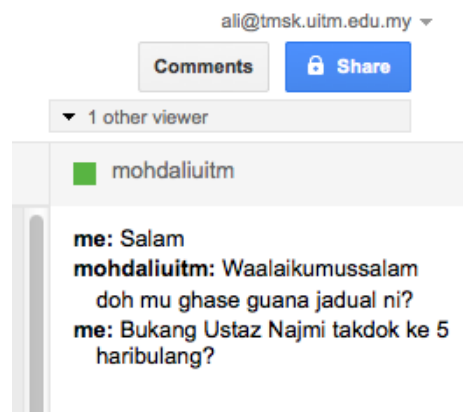 ali@tmsk.uitm.edu.my
Comments
Share
1 other viewer
mohdaliuitm
me: Salam
mohdaliuitm: Waalaikumussalam
doh mu ghase guana jadual ni?
me: Bukang Ustaz Najmi takdok ke 5
haribulang?